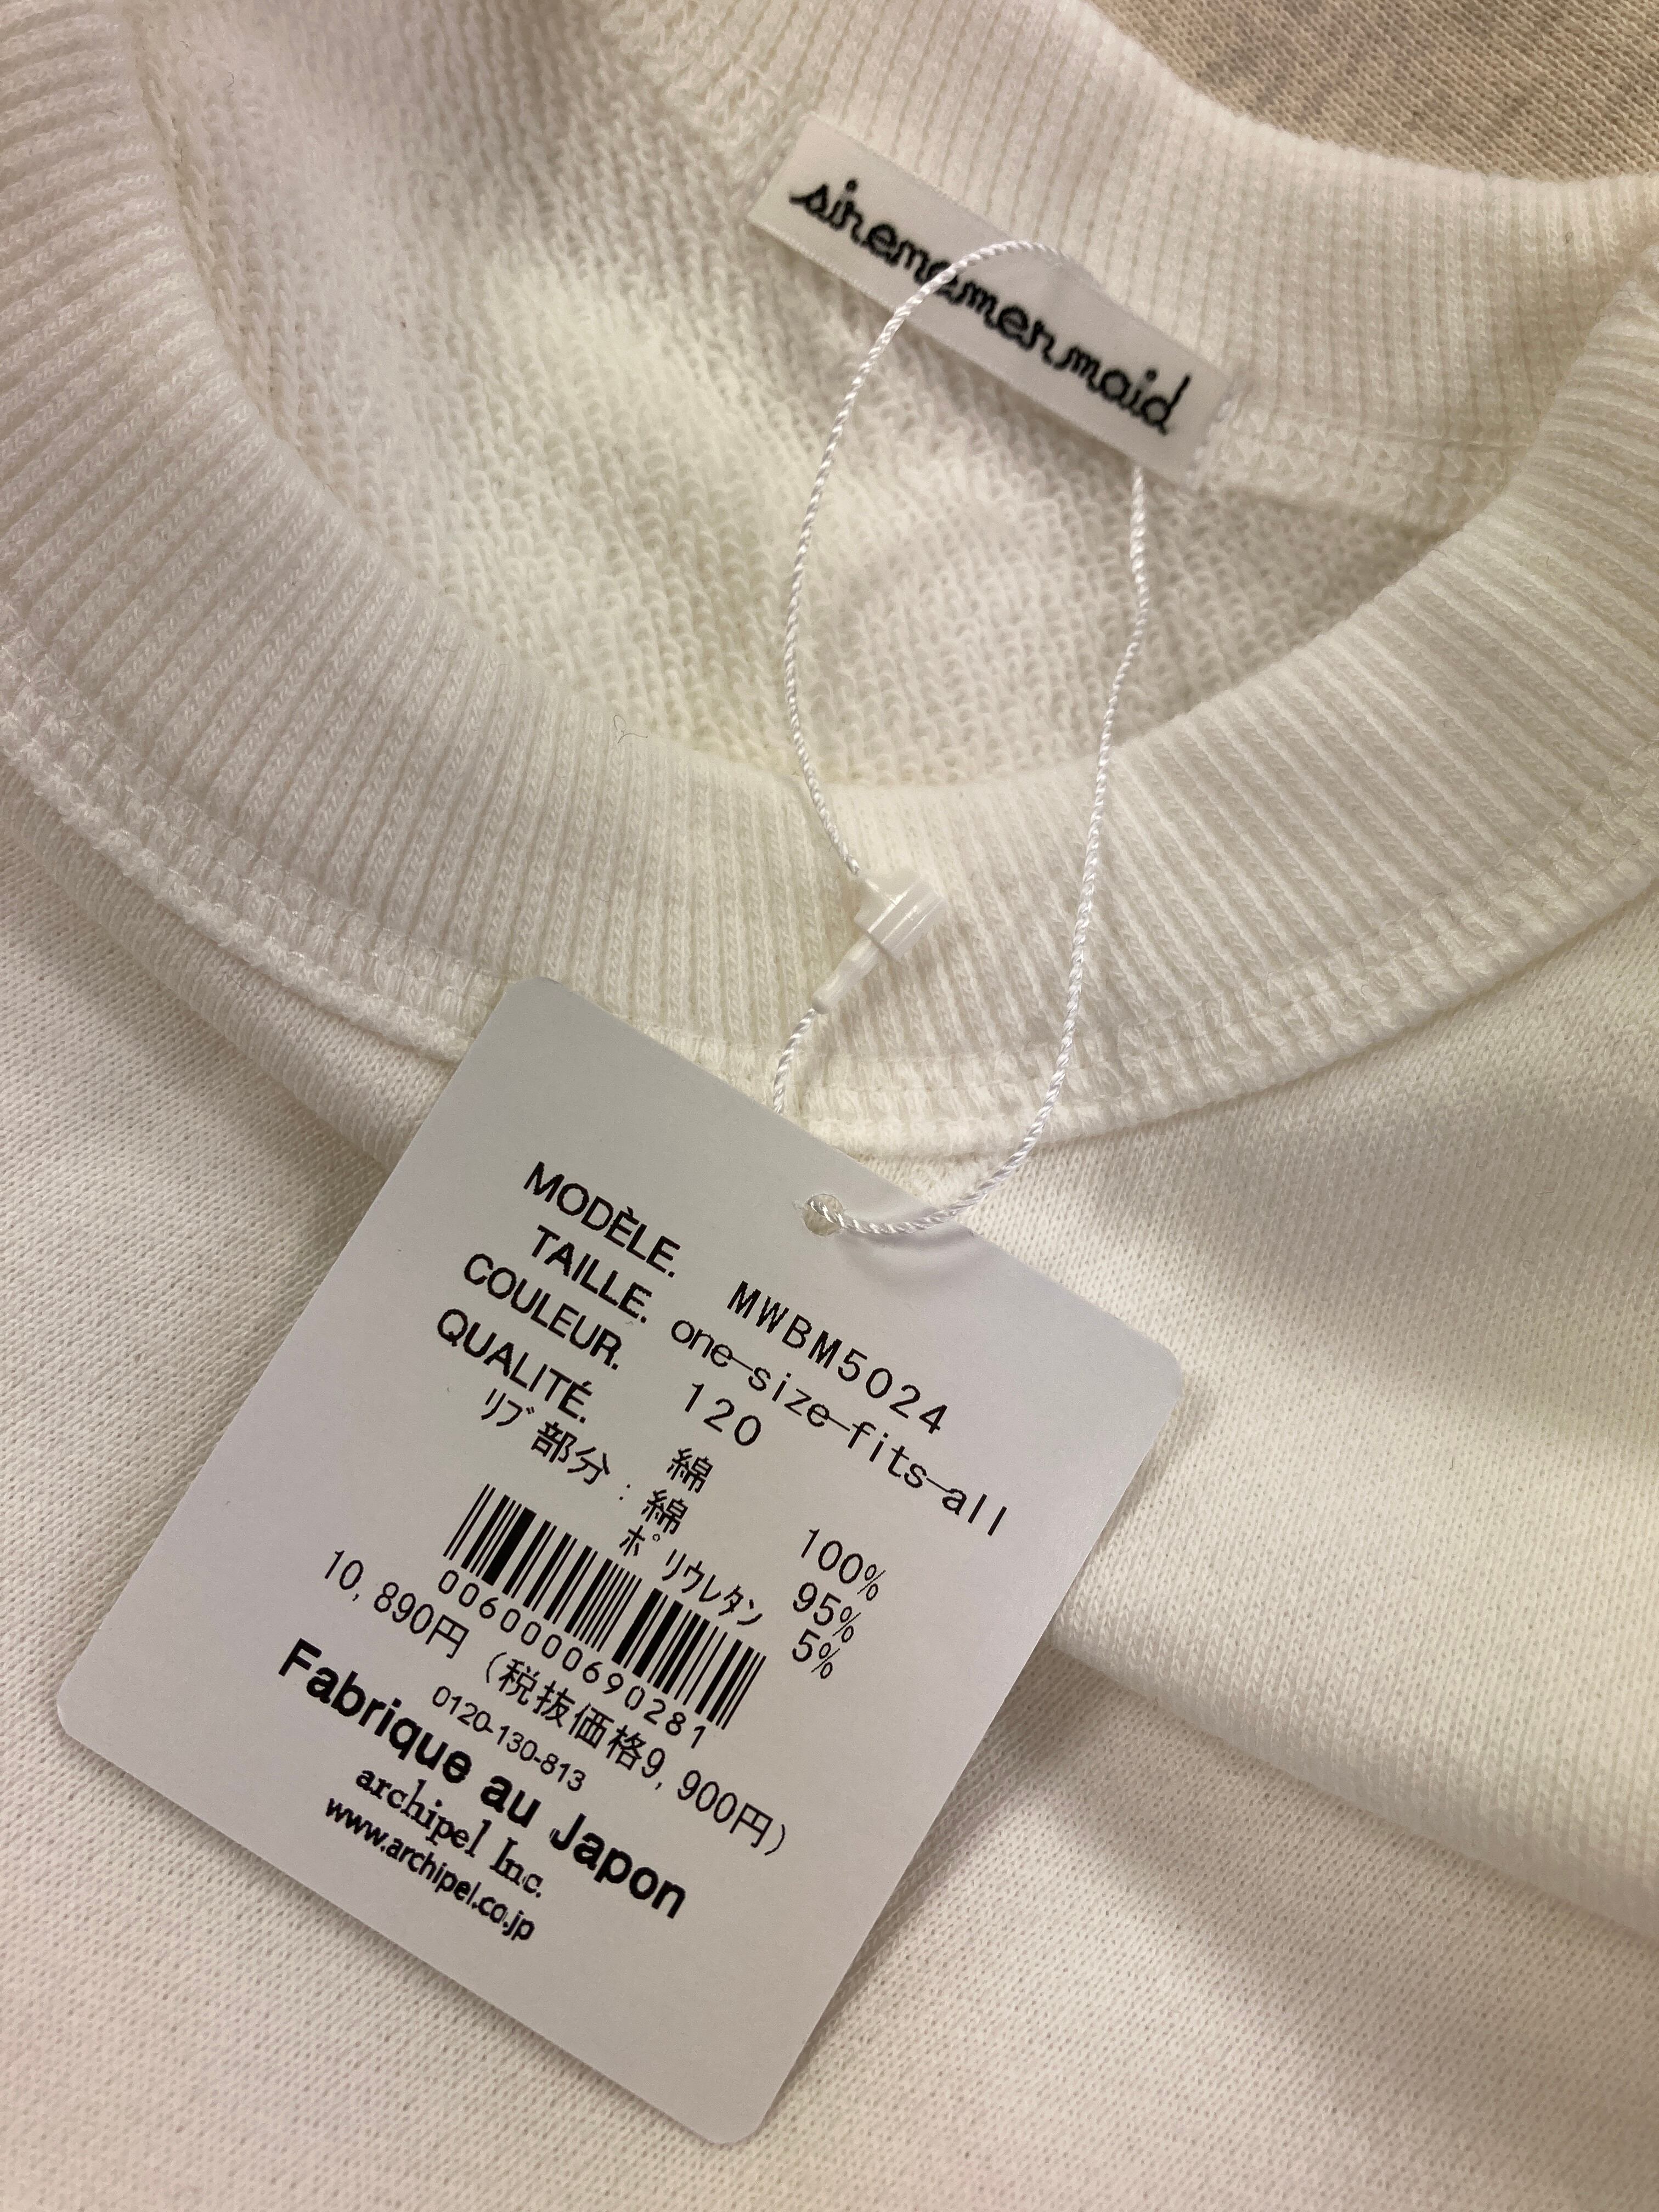 sirenemermaid
MODÈLE. MWBM5024
TAILLE. one-size-fits-all
COULEUR. 120
QUALITÉ. 綿 100%
ﾘﾌﾞ部分：綿 95%
ﾎﾟﾘｳﾚﾀﾝ 5%
0060000690281
10,890円（税抜価格9,900円）
0120-130-813
Fabrique au Japon
archipel Inc.
www.archipel.co.jp